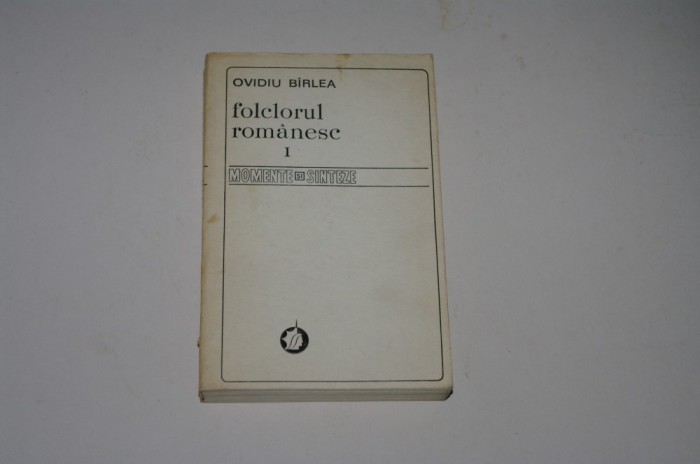 OVIDIU BÎRLEA
folclorul
românesc
I
MOMENTE ȘI SINTEZE